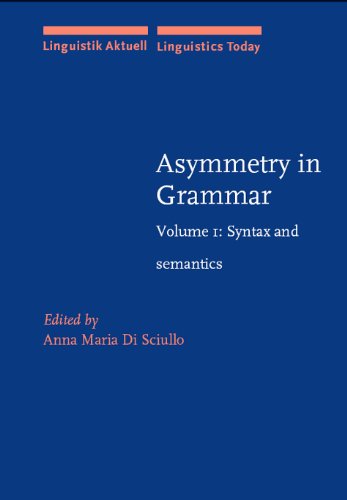 Linguistik Aktuell Linguistics Today
Asymmetry in
Grammar
Volume 1: Syntax and
semantics
Edited by
Anna Maria Di Sciullo